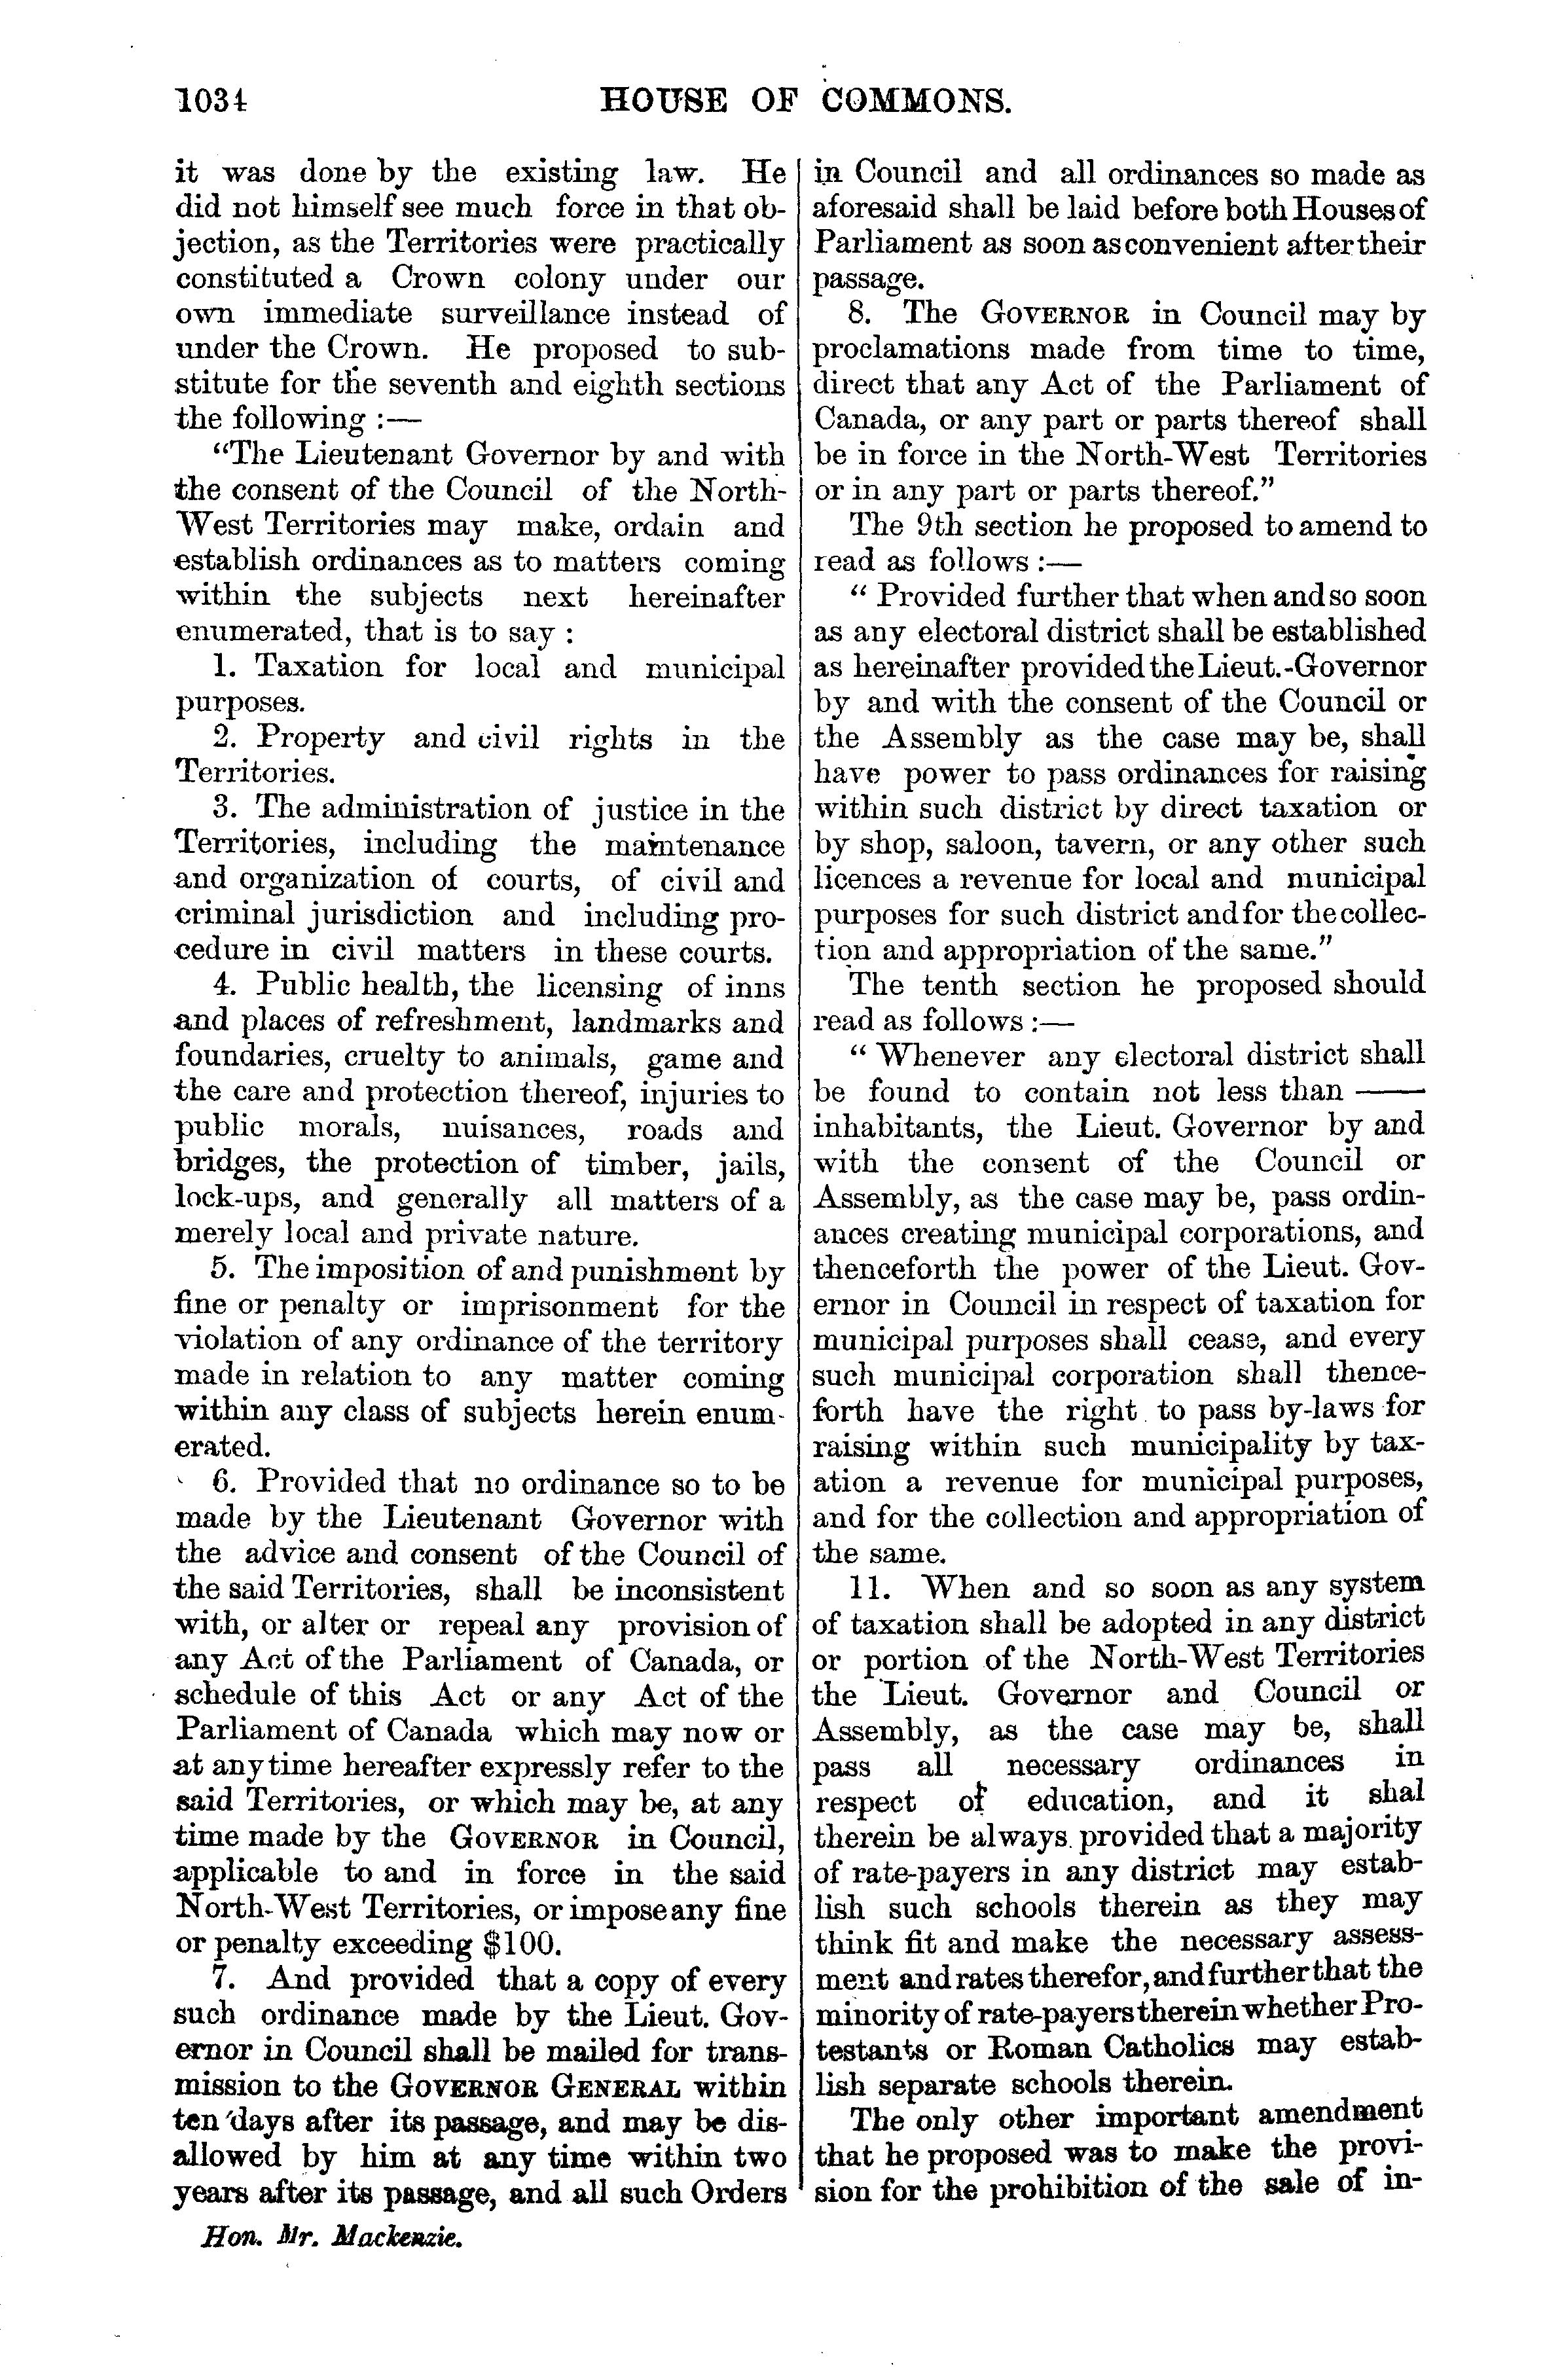 1034
HOUSE OF COMMONS.
it was done by the existing law. He
did not himself see much force in that ob-
jection, as the Territories were practically
constituted a Crown colony under our
own immediate surveillance instead of
under the Crown. He proposed to sub-
stitute for the seventh and eighth sections
the following :—
"The Lieutenant Governor by and with
the consent of the Council of the North-
West Territories may make, ordain and
establish ordinances as to matters coming
within the subjects next hereinafter
enumerated, that is to say :
1. Taxation for local and municipal
purposes.
2. Property and civil rights in the
Territories.
3. The administration of justice in the
Territories, including the maintenance
and organization of courts, of civil and
criminal jurisdiction and including pro-
cedure in civil matters in these courts.
4. Public health, the licensing of inns
and places of refreshment, landmarks and
foundaries, cruelty to animals, game and
the care and protection thereof, injuries to
public morals, nuisances, roads and
bridges, the protection of timber, jails,
lock-ups, and generally all matters of a
merely local and private nature.
5. The imposition of and punishment by
fine or penalty or imprisonment for the
violation of any ordinance of the territory
made in relation to any matter coming
within any class of subjects herein enum-
erated.
6. Provided that no ordinance so to be
made by the Lieutenant Governor with
the advice and consent of the Council of
the said Territories, shall be inconsistent
with, or alter or repeal any provision of
any Act of the Parliament of Canada, or
schedule of this Act or any Act of the
Parliament of Canada which may now or
at any time hereafter expressly refer to the
said Territories, or which may be, at any
time made by the GOVERNOR in Council,
applicable to and in force in the said
North-West Territories, or impose any fine
or penalty exceeding $100.
7. And provided that a copy of every
such ordinance made by the Lieut. Gov-
ernor in Council shall be mailed for trans-
mission to the GOVERNOR GENERAL within
ten days after its passage, and may be dis-
allowed by him at any time within two
years after its passage, and all such Orders
Hon. Mr. Mackenzie.
in Council and all ordinances so made as
aforesaid shall be laid before both Houses of
Parliament as soon as convenient after their
passage.
8. The GOVERNOR in Council may by
proclamations made from time to time,
direct that any Act of the Parliament of
Canada, or any part or parts thereof shall
be in force in the North-West Territories
or in any part or parts thereof."
The 9th section he proposed to amend to
read as follows :—
" Provided further that when and so soon
as any electoral district shall be established
as hereinafter provided the Lieut.-Governor
by and with the consent of the Council or
the Assembly as the case may be, shall
have power to pass ordinances for raising
within such district by direct taxation or
by shop, saloon, tavern, or any other such
licences a revenue for local and municipal
purposes for such district and for the collec-
tion and appropriation of the same."
The tenth section he proposed should
read as follows :—
" Whenever any electoral district shall
be found to contain not less than ——
inhabitants, the Lieut. Governor by and
with the consent of the Council or
Assembly, as the case may be, pass ordin-
ances creating municipal corporations, and
thenceforth the power of the Lieut. Gov-
ernor in Council in respect of taxation for
municipal purposes shall cease, and every
such municipal corporation shall thence-
forth have the right to pass by-laws for
raising within such municipality by tax-
ation a revenue for municipal purposes,
and for the collection and appropriation of
the same.
11. When and so soon as any system
of taxation shall be adopted in any district
or portion of the North-West Territories
the Lieut. Governor and Council or
Assembly, as the case may be, shall
pass all necessary ordinances in
respect of education, and it shal
therein be always provided that a majority
of rate-payers in any district may estab-
lish such schools therein as they may
think fit and make the necessary assess-
ment and rates therefor, and further that the
minority of rate-payers therein whether Pro-
testants or Roman Catholics may estab-
lish separate schools therein.
The only other important amendment
that he proposed was to make the provi-
sion for the prohibition of the sale of in-